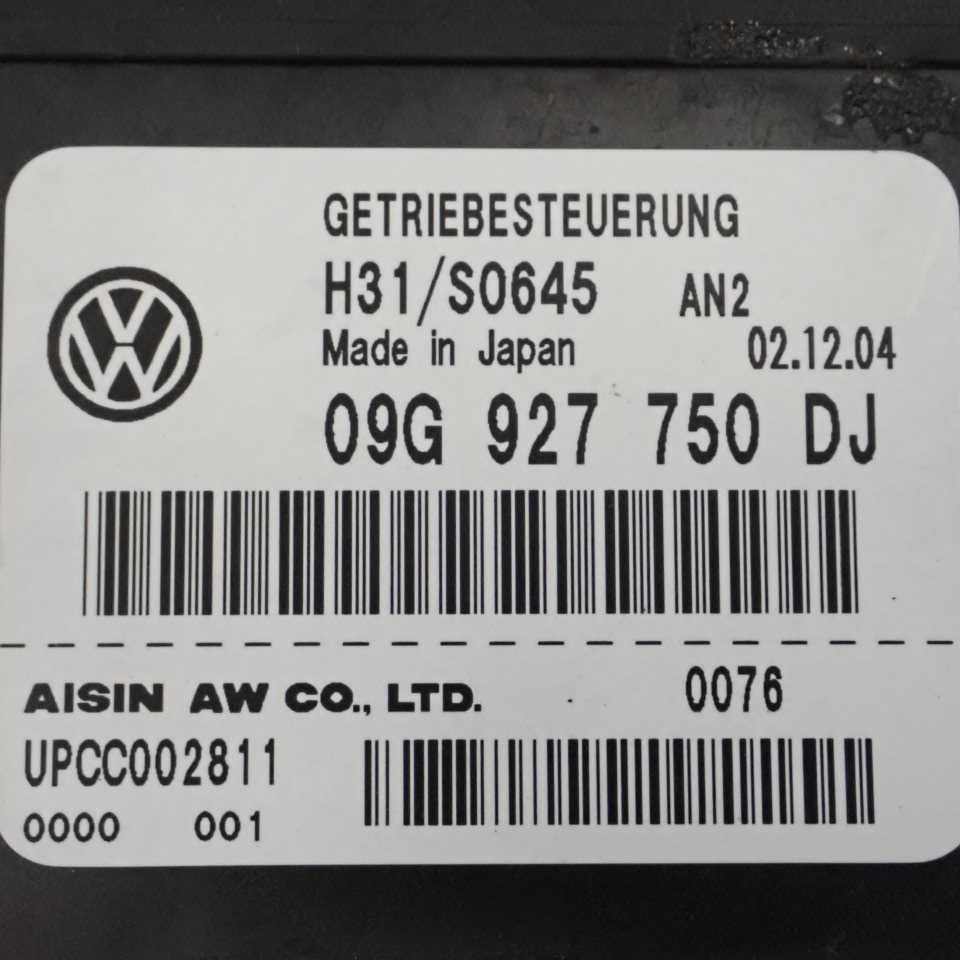 GETRIEBESTEUERUNG
H31/S0645 AN2
Made in Japan 02.12.04
09G 927 750 DJ
AISIN AW CO., LTD. 0076
UPCC002811
0000 001